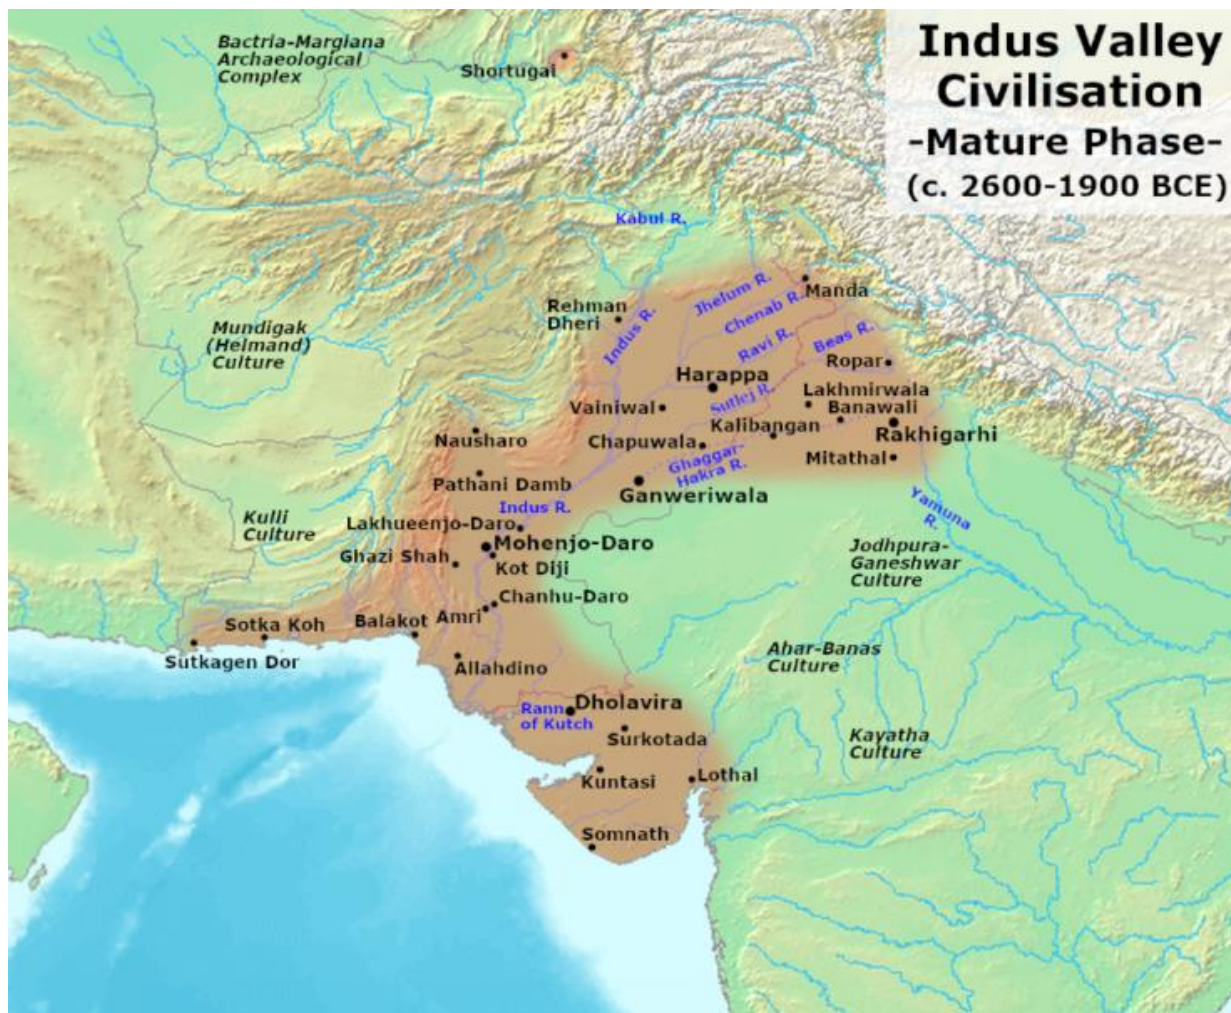 Indus Valley
Civilisation
-Mature Phase-
(c. 2600-1900 BCE)
Bactria-Margiana
Archaeological
Complex
Shortugai
Kabul R.
Jhelum R.
Manda
Chenab R.
Rehman
Dheri
Indus R.
Ravi R.
Beas R.
Mundigak
(Helmand)
Culture
Ropar
Harappa
Lakhmirwala
Sutlej R.
Vainiwal
Banawali
Kalibangan
Rakhigarhi
Nausharo
Chapuwala
Mitathal
Ghaggar-
Hakra R.
Pathani Damb
Ganweriwala
Indus R.
Yamuna
R.
Kulli
Culture
Lakhueenjo-Daro
Mohenjo-Daro
Ghazi Shah
Kot Diji
Jodhpura-
Ganeshwar
Culture
Chanhu-Daro
Amri
Sotka Koh
Balakot
Sutkagen Dor
Allahdino
Ahar-Banas
Culture
Rann
of Kutch
Dholavira
Surkotada
Kayatha
Culture
Kuntasi
Lothal
Somnath